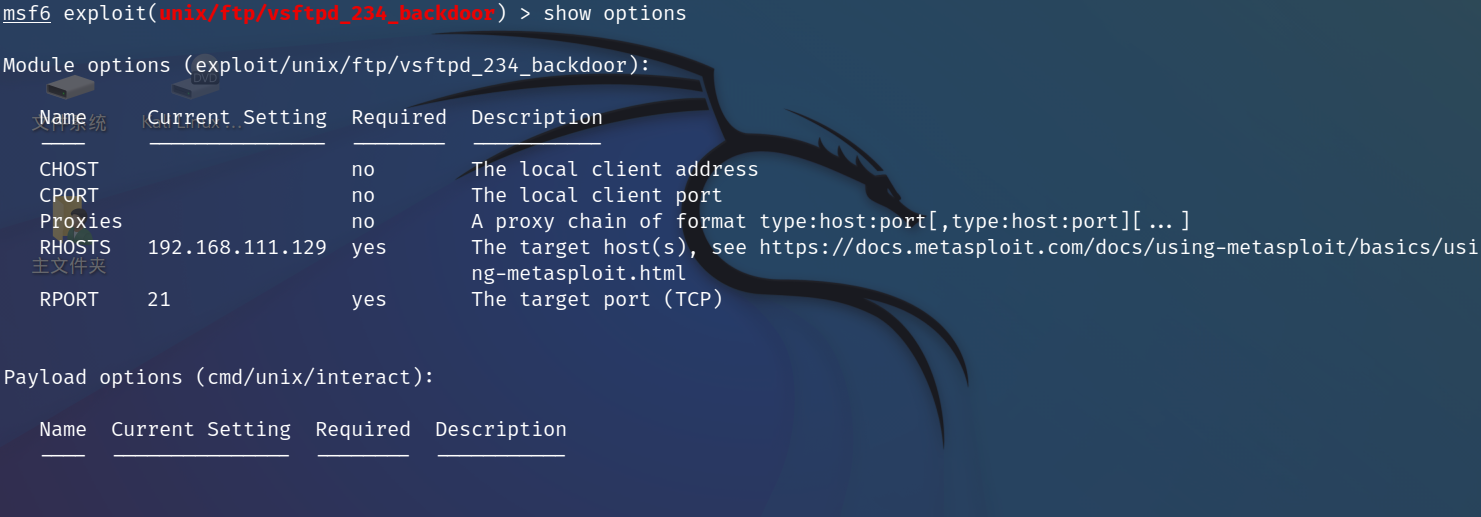 msf6 exploit(unix/ftp/vsftpd_234_backdoor) > show options
Module options (exploit/unix/ftp/vsftpd_234_backdoor):
Name Current Setting Required Description
---- --------------- -------- -----------
CHOST no The local client address
CPORT no The local client port
Proxies no A proxy chain of format type:host:port[,type:host:port][...]
RHOSTS 192.168.111.129 yes The target host(s), see https://docs.metasploit.com/docs/using-metasploit/basics/usi
ng-metasploit.html
RPORT 21 yes The target port (TCP)
Payload options (cmd/unix/interact):
Name Current Setting Required Description
---- --------------- -------- -----------
文件系统
Kali Linux ...
DVD
主文件夹